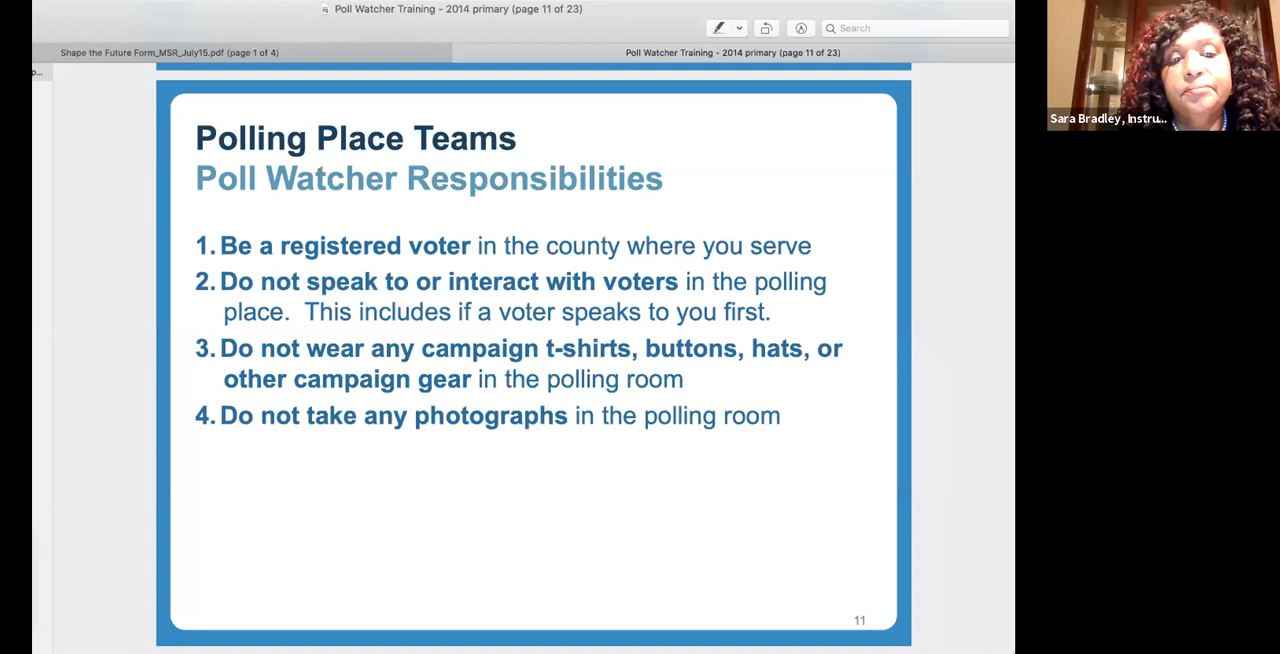 Poll Watcher Training - 2014 primary (page 11 of 23)
Search
Shape the Future Form_MSR_July15.pdf (page 1 of 4)
Poll Watcher Training - 2014 primary (page 11 of 23)
p...
Polling Place Teams
Poll Watcher Responsibilities
1. Be a registered voter in the county where you serve
2. Do not speak to or interact with voters in the polling
place. This includes if a voter speaks to you first.
3. Do not wear any campaign t-shirts, buttons, hats, or
other campaign gear in the polling room
4. Do not take any photographs in the polling room
11
Sara Bradley, Instru...